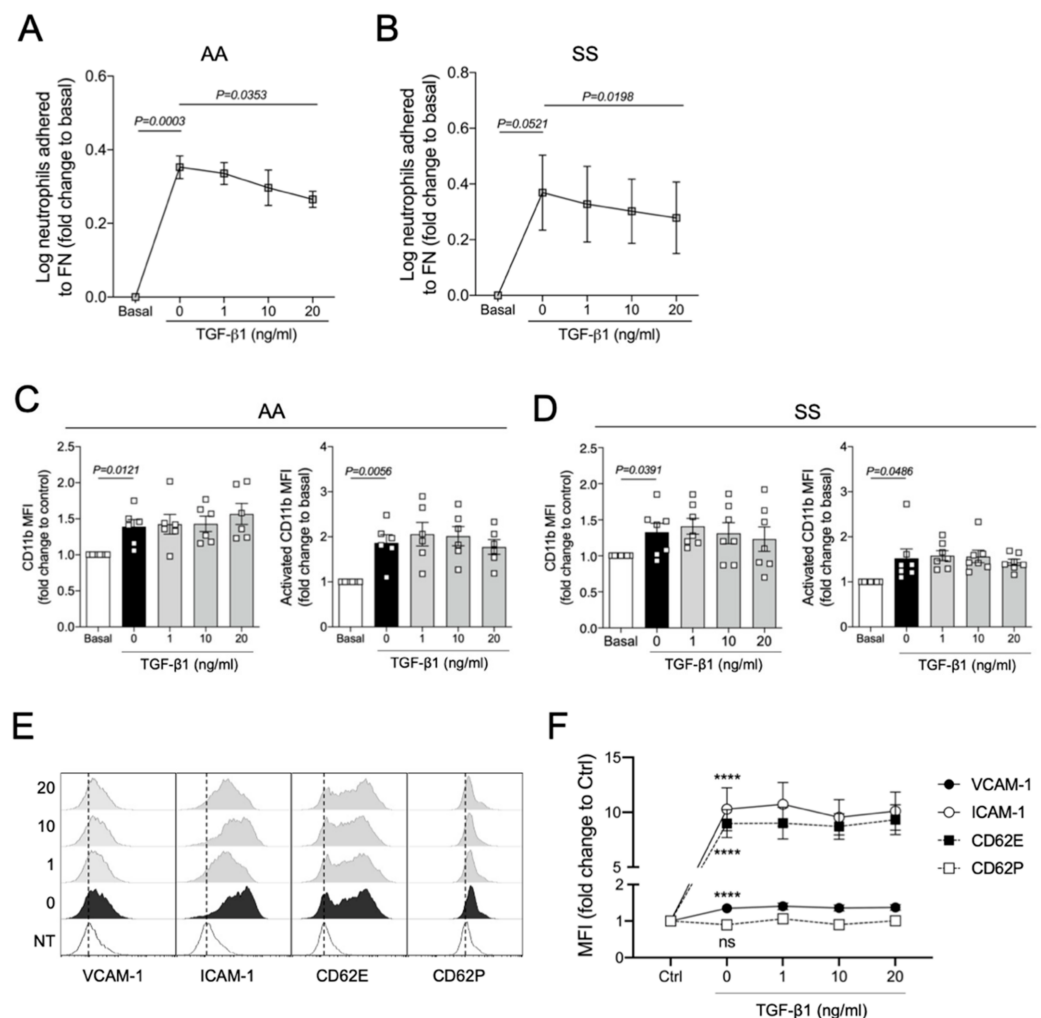 A
AA
Log neutrophils adhered
to FN (fold change to basal)
0.6
0.4
0.2
0.0
P=0.0353
P=0.0003
Basal
0
1
10
20
TGF-β1 (ng/ml)
B
SS
Log neutrophils adhered
to FN (fold change to basal)
0.8
0.6
0.4
0.2
0.0
P=0.0198
P=0.0521
Basal
0
1
10
20
TGF-β1 (ng/ml)
C
AA
CD11b MFI
(fold change to control)
2.5
2.0
1.5
1.0
0.5
0.0
P=0.0121
Basal
0
1
10
20
TGF-β1 (ng/ml)
Activated CD11b MFI
(fold change to basal)
4
3
2
1
0
P=0.0056
Basal
0
1
10
20
TGF-β1 (ng/ml)
D
SS
CD11b MFI
(fold change to control)
2.5
2.0
1.5
1.0
0.5
0.0
P=0.0391
Basal
0
1
10
20
TGF-β1 (ng/ml)
Activated CD11b MFI
(fold change to basal)
4
3
2
1
0
P=0.0486
Basal
0
1
10
20
TGF-β1 (ng/ml)
E
20
10
1
0
NT
VCAM-1
ICAM-1
CD62E
CD62P
F
MFI (fold change to Ctrl)
15
10
5
2
1
0
****
****
****
ns
Ctrl
0
1
10
20
TGF-β1 (ng/ml)
VCAM-1
ICAM-1
CD62E
CD62P